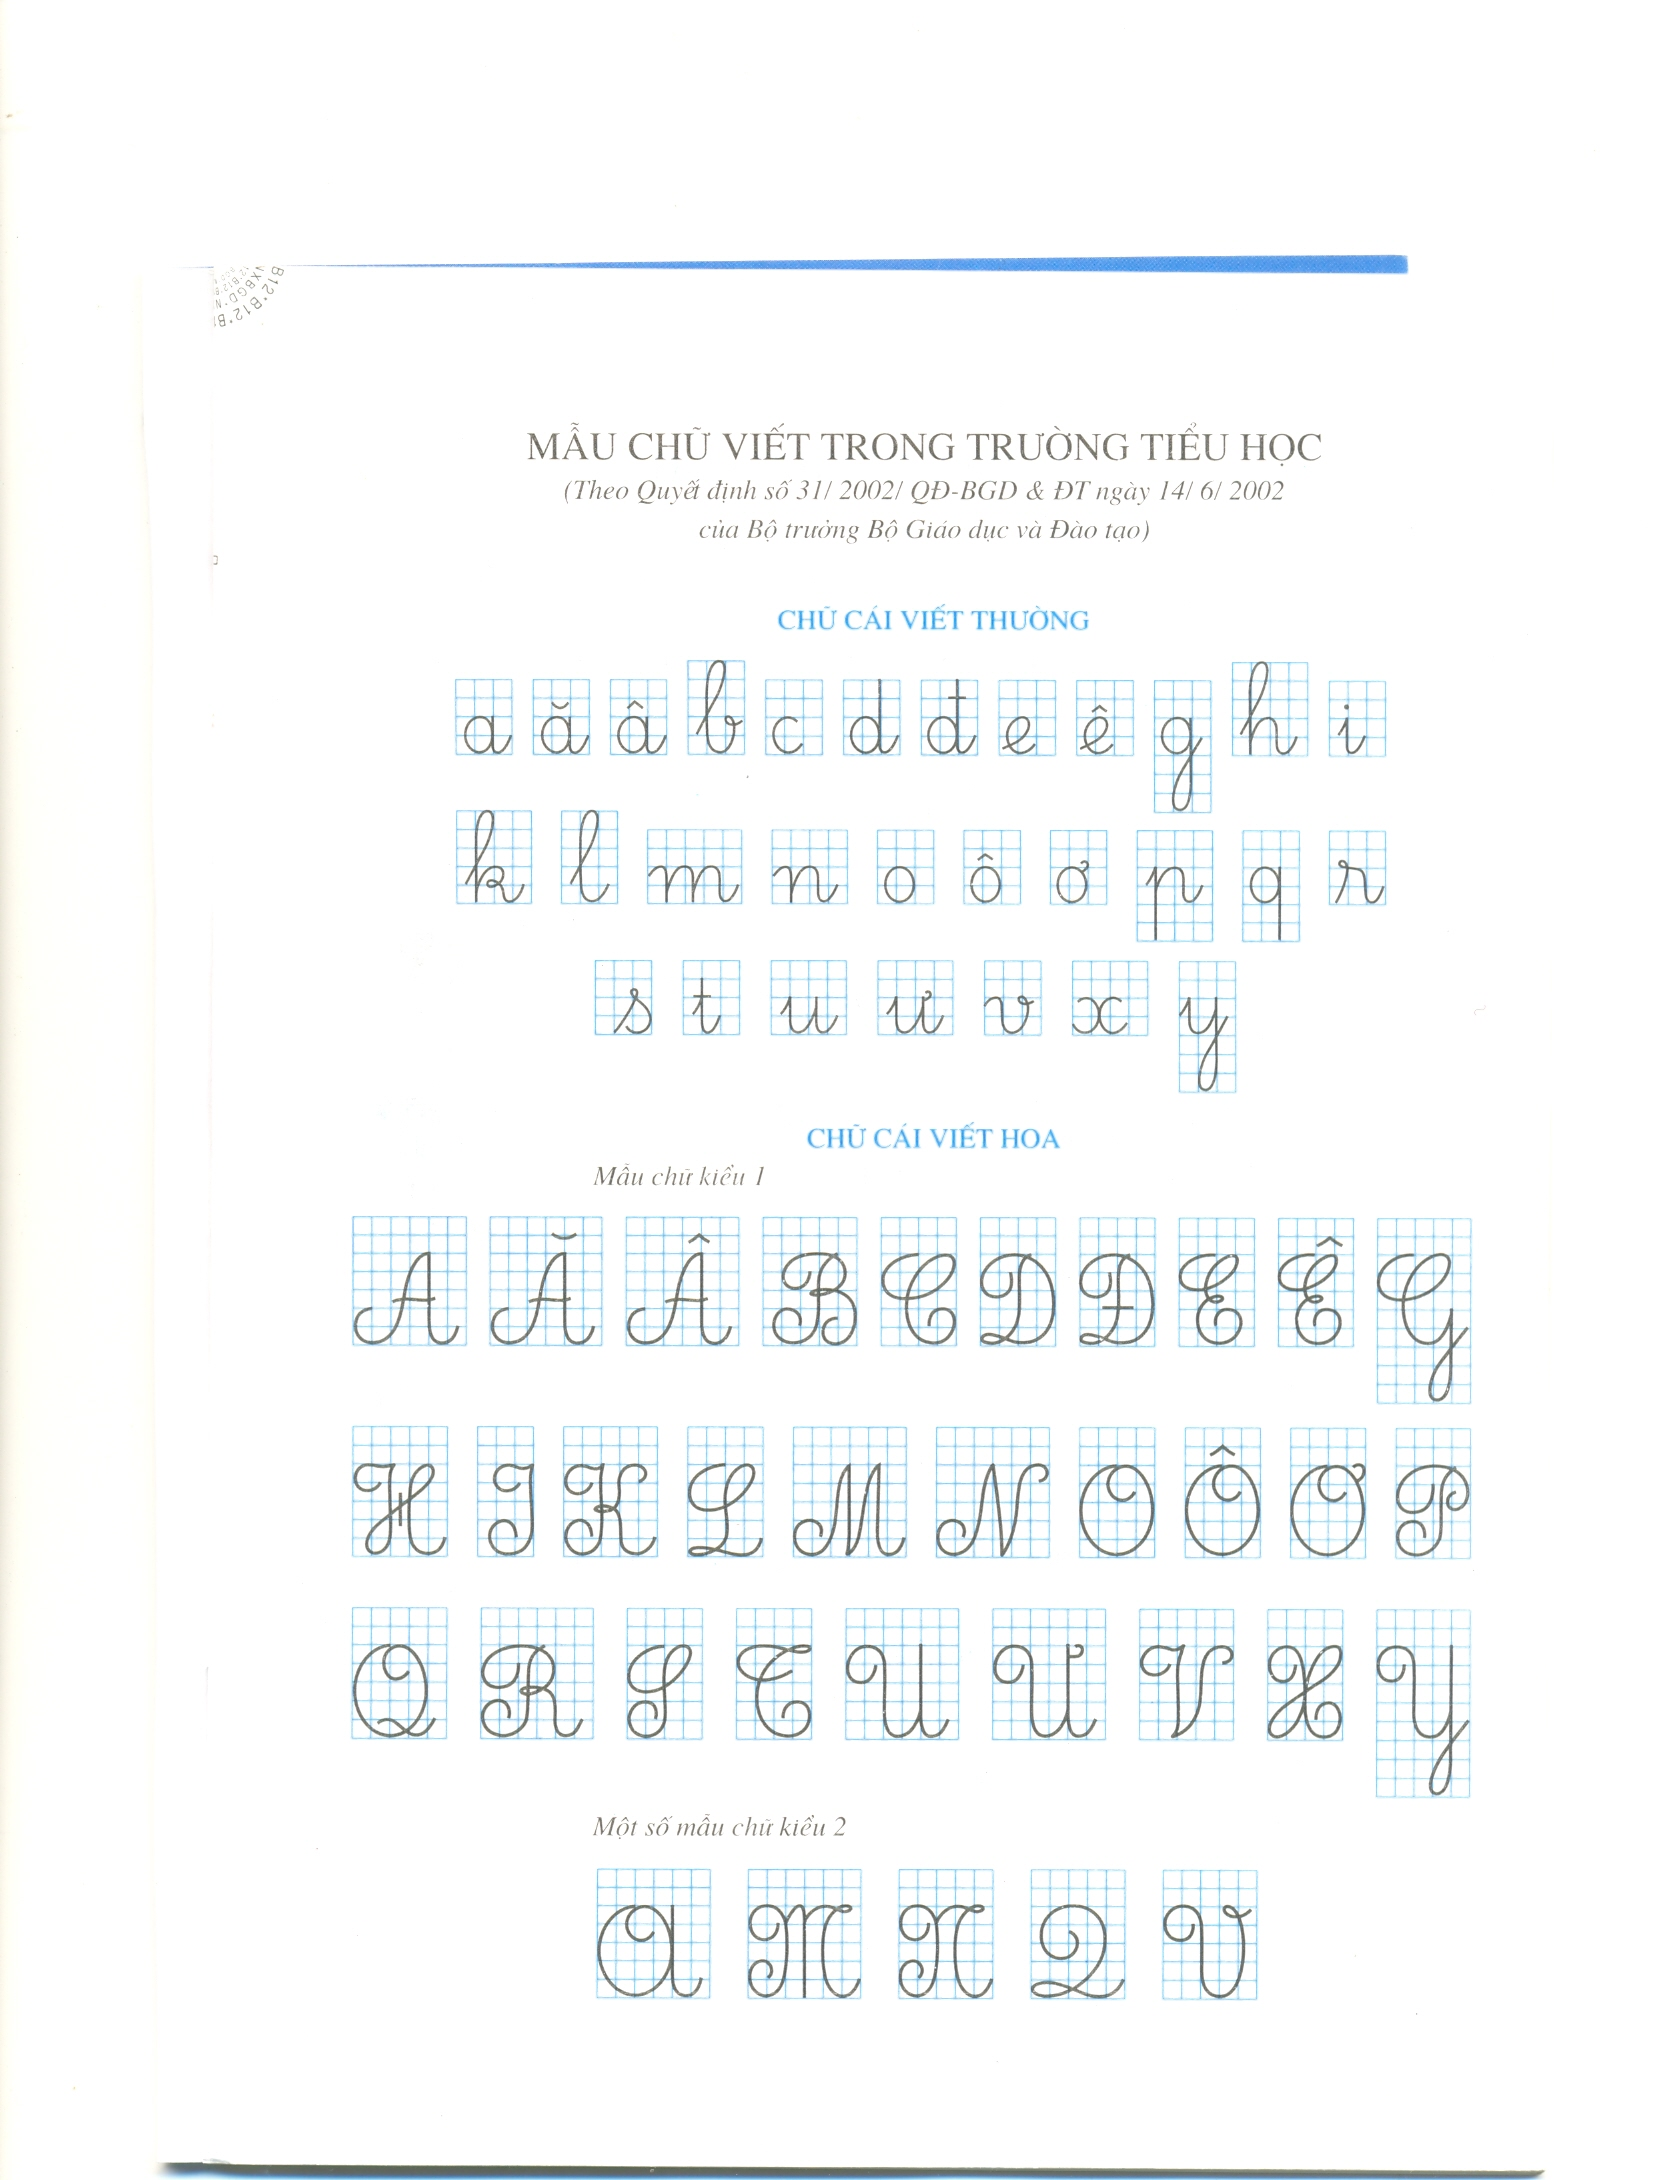 MẪU CHỮ VIẾT TRONG TRƯỜNG TIỂU HỌC
(Theo Quyết định số 31/ 2002/ QĐ-BGD & ĐT ngày 14/ 6/ 2002
của Bộ trưởng Bộ Giáo dục và Đào tạo)
CHỮ CÁI VIẾT THƯỜNG
a ă â b c d đ e ê g h i
k l m n o ô ơ p q r
s t u ư v x y
CHỮ CÁI VIẾT HOA
Mẫu chữ kiểu 1
A Ă Â B C D Đ E Ê G
H I K L M N O Ô Ơ P
Q R S T U Ư V X Y
Một số mẫu chữ kiểu 2
A M N Q V